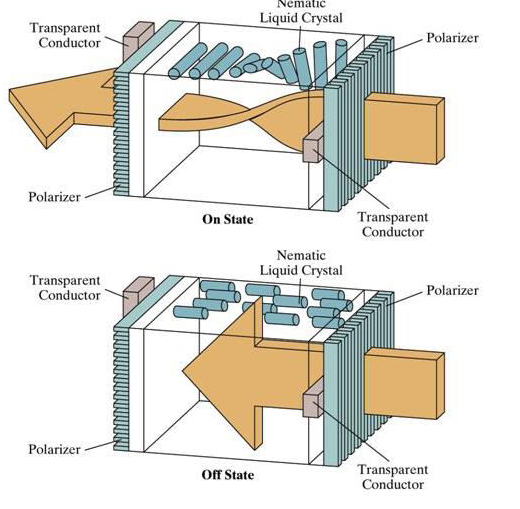 Nematic
Liquid Crystal
Transparent
Conductor
Polarizer
Polarizer
On State
Transparent
Conductor
Nematic
Liquid Crystal
Transparent
Conductor
Polarizer
Polarizer
Off State
Transparent
Conductor